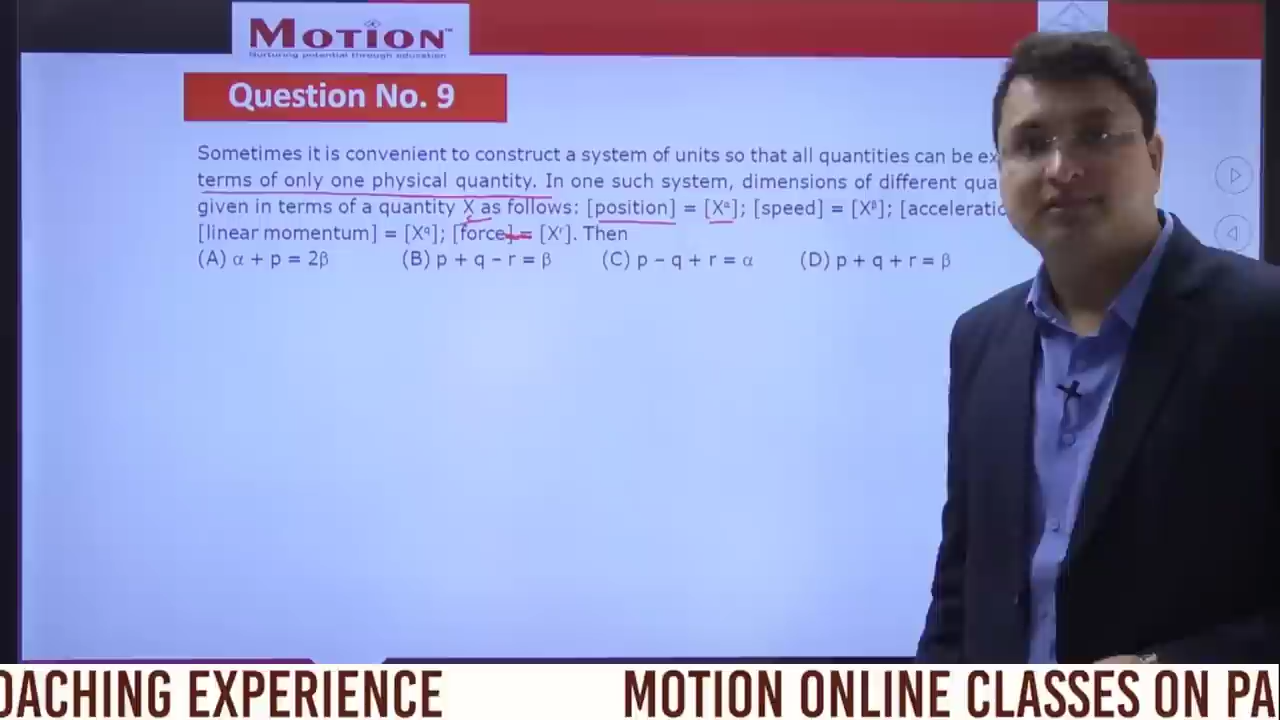 MOTION™
Nurturing potential through education
Question No. 9
Sometimes it is convenient to construct a system of units so that all quantities can be ex
terms of only one physical quantity. In one such system, dimensions of different qua
given in terms of a quantity X as follows: [position] = [Xᵅ]; [speed] = [Xᵝ]; [acceleratio
[linear momentum] = [X^q]; [force] = [Xʳ]. Then
(A) α + p = 2β (B) p + q – r = β (C) p – q + r = α (D) p + q + r = β
OACHING EXPERIENCE MOTION ONLINE CLASSES ON PA